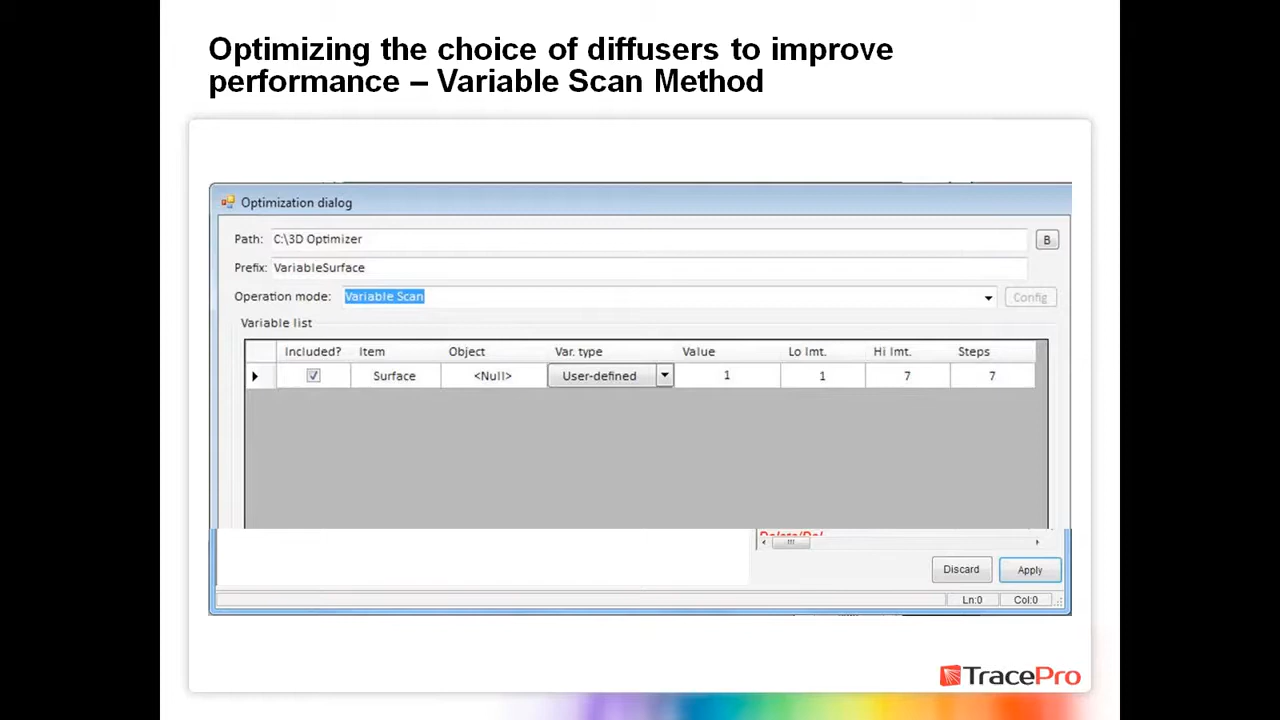 Optimizing the choice of diffusers to improve
performance – Variable Scan Method
Optimization dialog
Path: C:\3D Optimizer B
Prefix: VariableSurface
Operation mode: Variable Scan Config
Variable list
Included? Item Object Var. type Value Lo lmt. Hi lmt. Steps
Surface <Null> User-defined 1 1 7 7
Discard Apply
Ln:0 Col:0
TracePro